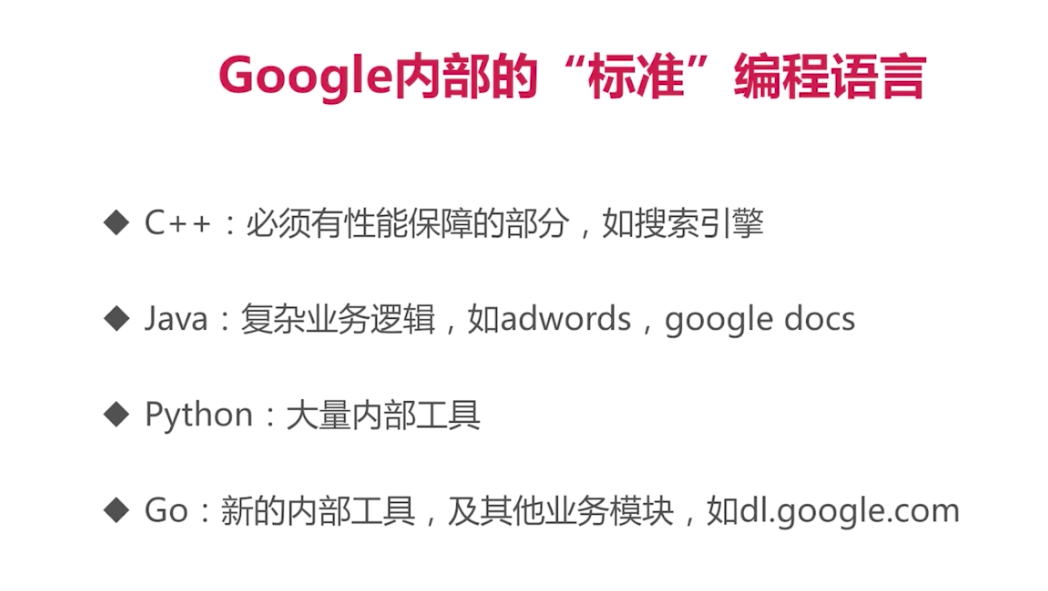 Google内部的“标准”编程语言
◆ C++：必须有性能保障的部分，如搜索引擎
◆ Java：复杂业务逻辑，如adwords，google docs
◆ Python：大量内部工具
◆ Go：新的内部工具，及其他业务模块，如dl.google.com